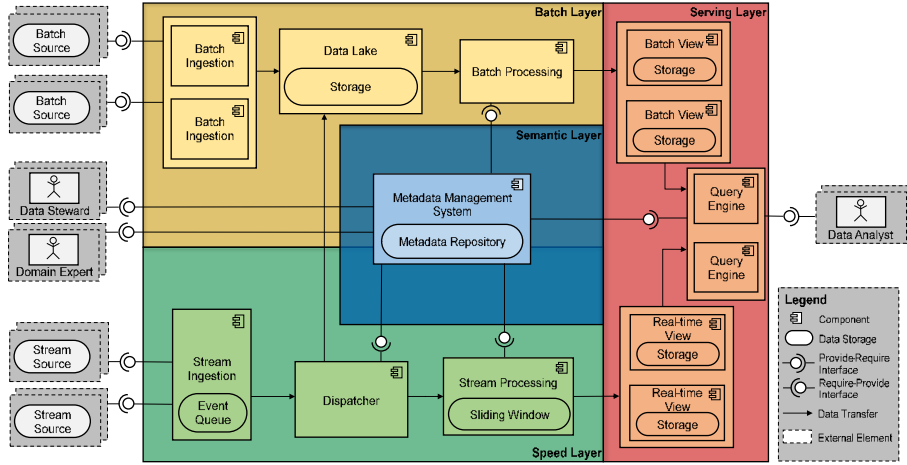 Batch Layer
Serving Layer
Batch
Source
Batch
Source
Batch
Ingestion
Batch
Ingestion
Data Lake
Storage
Batch Processing
Batch View
Storage
Batch View
Storage
Semantic Layer
Metadata Management
System
Metadata Repository
Data Steward
Domain Expert
Query
Engine
Query
Engine
Data Analyst
Stream
Source
Stream
Source
Stream
Ingestion
Event
Queue
Dispatcher
Stream Processing
Sliding Window
Real-time
View
Storage
Real-time
View
Storage
Speed Layer
Legend
Component
Data Storage
Provide-Require
Interface
Require-Provide
Interface
Data Transfer
External Element